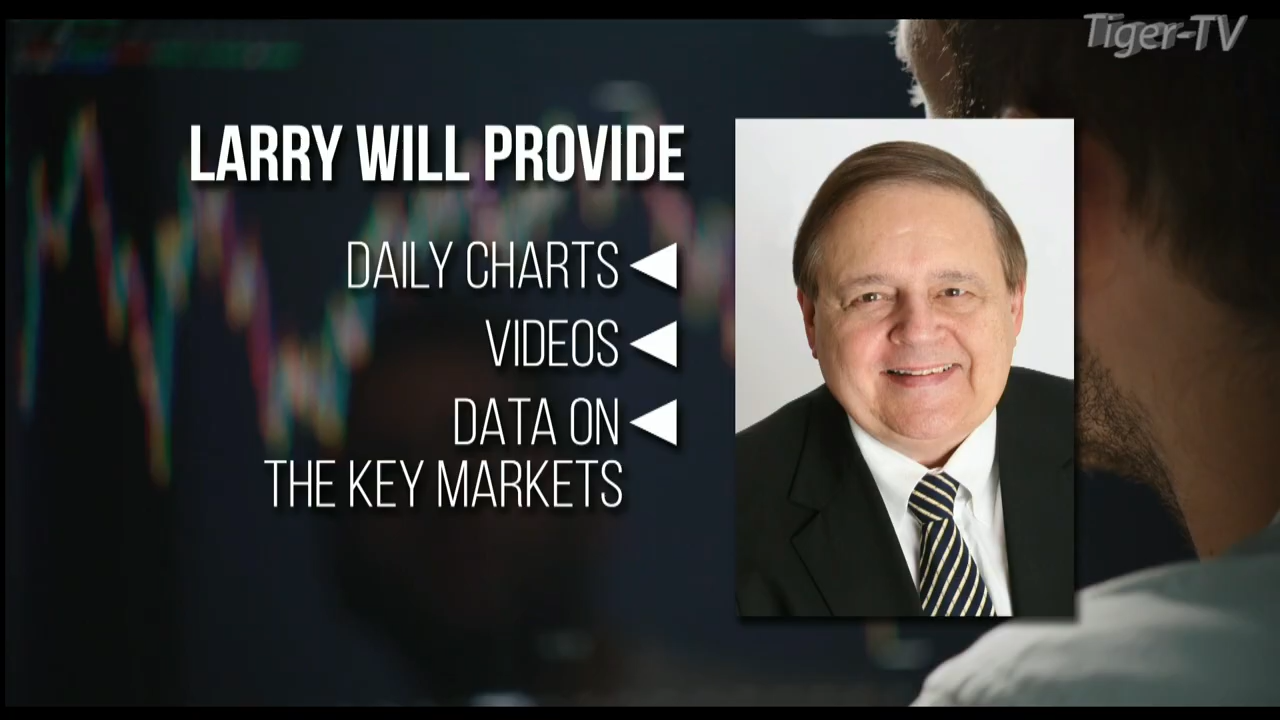 Tiger-TV
LARRY WILL PROVIDE
DAILY CHARTS
VIDEOS
DATA ON
THE KEY MARKETS